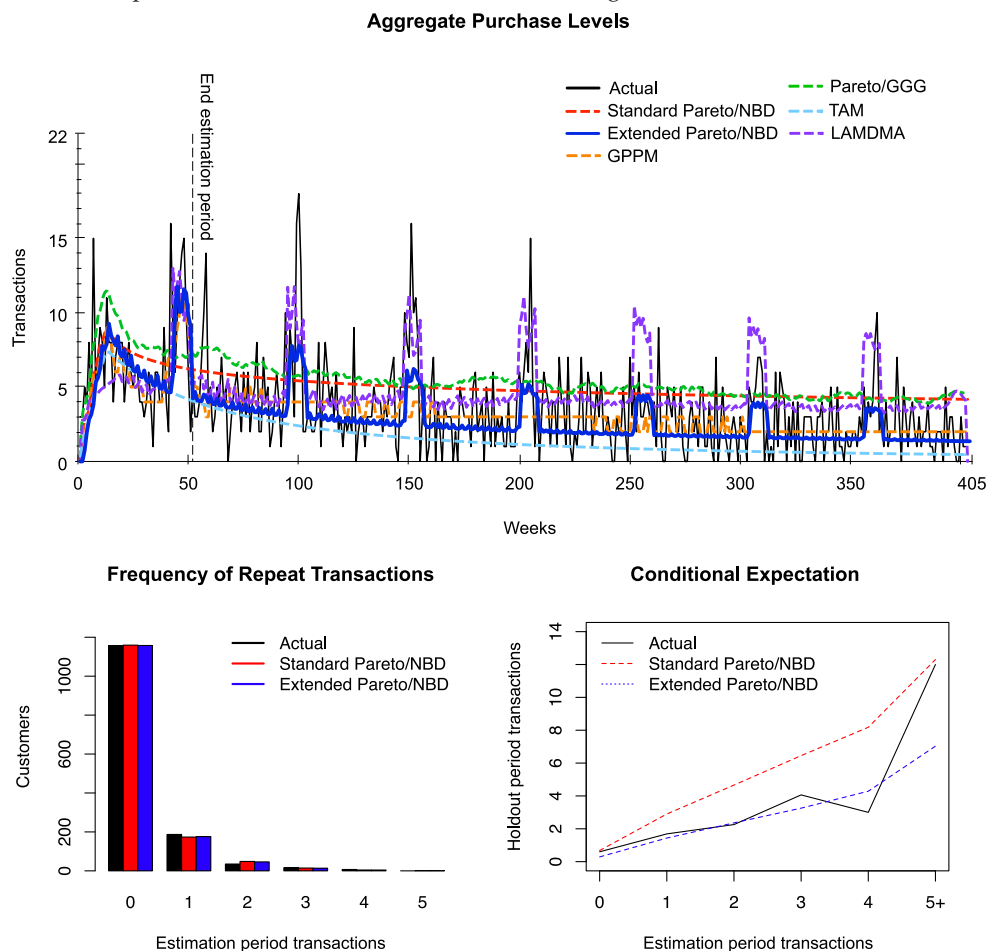 Aggregate Purchase Levels
End estimation period
Actual
Standard Pareto/NBD
Extended Pareto/NBD
GPPM
Pareto/GGG
TAM
LAMDMA
Transactions
22
15
10
5
0
0 50 100 150 200 250 300 350 405
Weeks
Frequency of Repeat Transactions
Actual
Standard Pareto/NBD
Extended Pareto/NBD
Customers
1000
600
200
0
0 1 2 3 4 5
Estimation period transactions
Conditional Expectation
Actual
Standard Pareto/NBD
Extended Pareto/NBD
Holdout period transactions
14
12
10
8
6
4
2
0
0 1 2 3 4 5+
Estimation period transactions